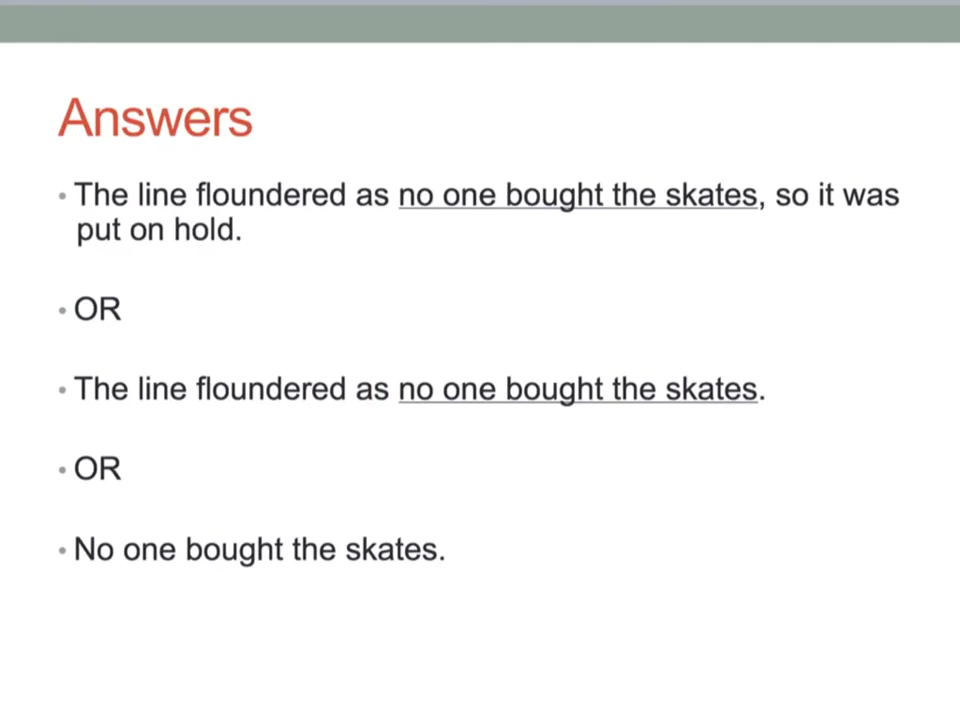 Answers
• The line floundered as no one bought the skates, so it was
put on hold.
• OR
• The line floundered as no one bought the skates.
• OR
• No one bought the skates.